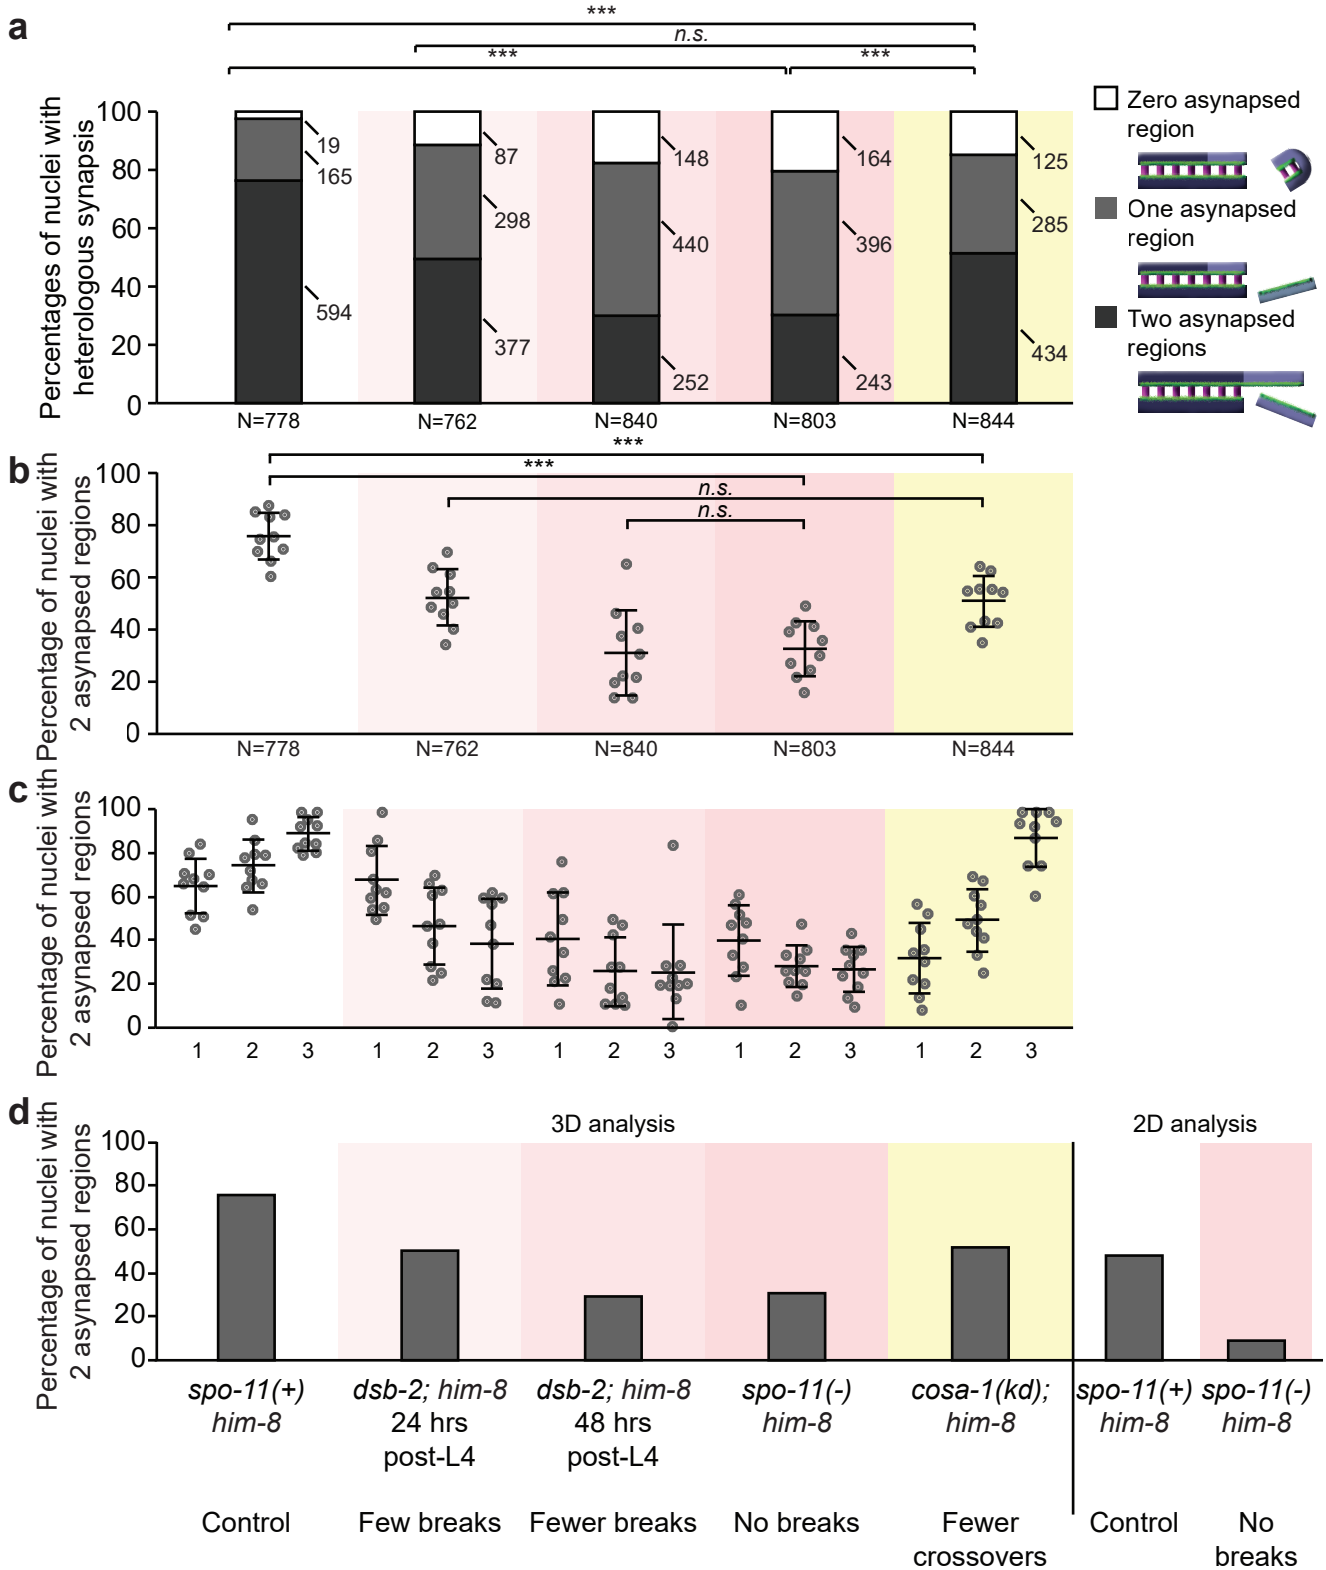 a
***
n.s.
***
***
Percentages of nuclei with
heterologous synapsis
100
80
60
40
20
0
19
165
594
87
298
377
148
440
252
164
396
243
125
285
434
N=778
N=762
N=840
N=803
N=844
Zero asynapsed
region
One asynapsed
region
Two asynapsed
regions
b
***
***
n.s.
n.s.
Percentage of nuclei with
2 asynapsed regions
100
80
60
40
20
0
N=778
N=762
N=840
N=803
N=844
c
Percentage of nuclei with
2 asynapsed regions
100
80
60
40
20
0
1 2 3
1 2 3
1 2 3
1 2 3
1 2 3
d
3D analysis
2D analysis
Percentage of nuclei with
2 asynapsed regions
100
80
60
40
20
0
spo-11(+)
him-8
Control
dsb-2; him-8
24 hrs
post-L4
Few breaks
dsb-2; him-8
48 hrs
post-L4
Fewer breaks
spo-11(-)
him-8
No breaks
cosa-1(kd);
him-8
Fewer
crossovers
spo-11(+)
him-8
Control
spo-11(-)
him-8
No
breaks